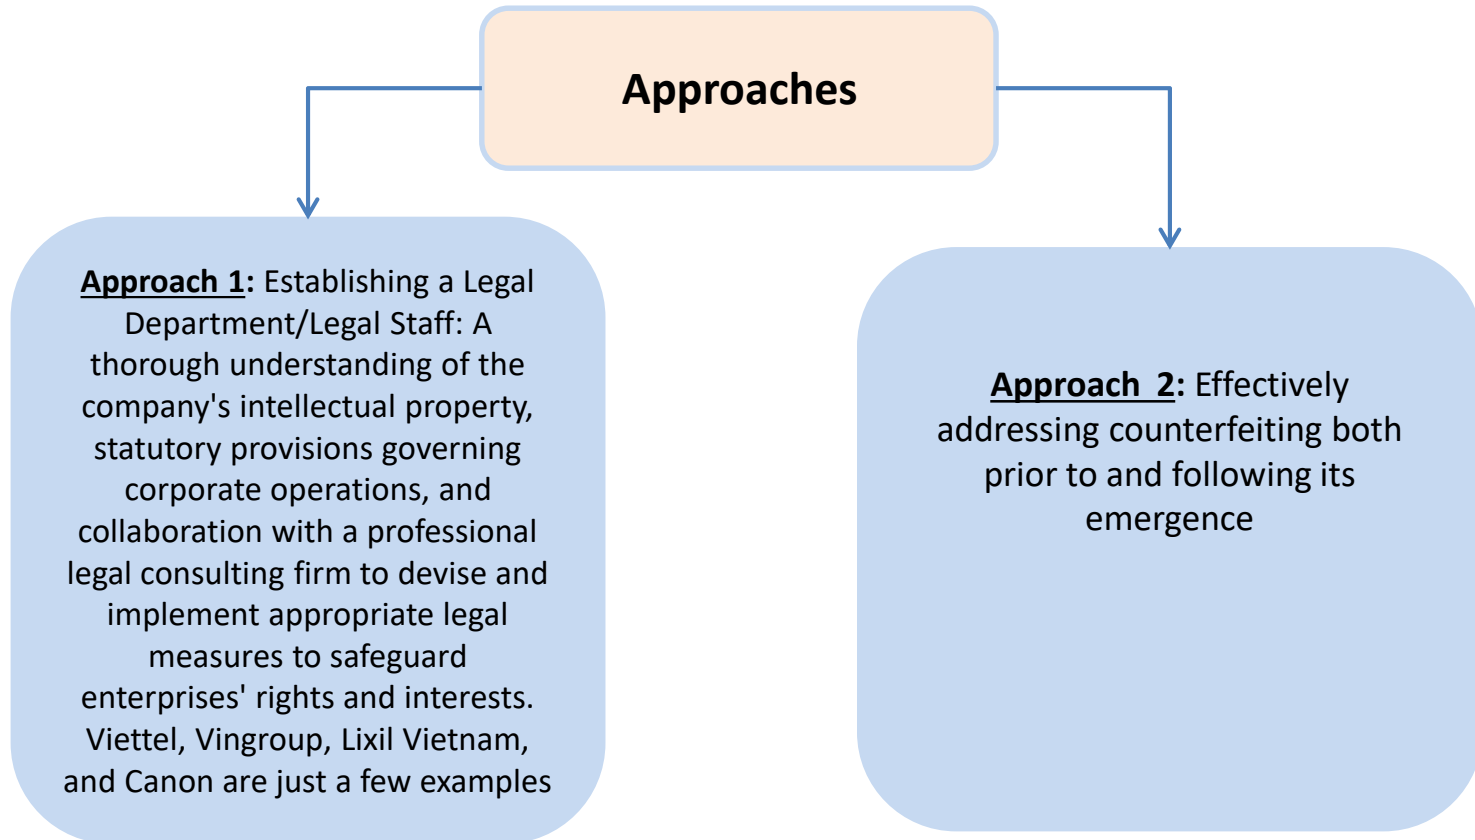 Approaches
Approach 1: Establishing a Legal
Department/Legal Staff: A
thorough understanding of the
company's intellectual property,
statutory provisions governing
corporate operations, and
collaboration with a professional
legal consulting firm to devise and
implement appropriate legal
measures to safeguard
enterprises' rights and interests.
Viettel, Vingroup, Lixil Vietnam,
and Canon are just a few examples
Approach 2: Effectively
addressing counterfeiting both
prior to and following its
emergence